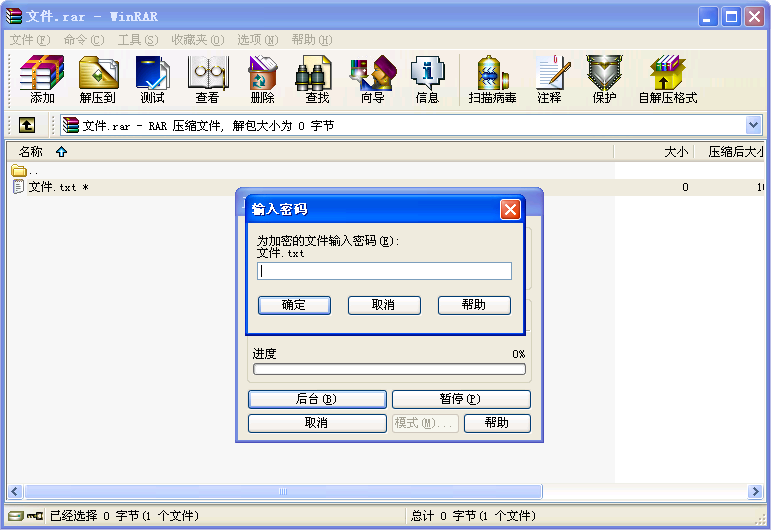 文件.rar - WinRAR
文件(F) 命令(C) 工具(S) 收藏夹(O) 选项(N) 帮助(H)
添加 解压到 测试 查看 删除 查找 向导 信息 扫描病毒 注释 保护 自解压格式
文件.rar - RAR 压缩文件, 解包大小为 0 字节
名称 大小 压缩后大小
..
文件.txt * 0
输入密码
为加密的文件输入密码(E):
文件.txt
确定 取消 帮助
进度 0%
后台(B) 暂停(P)
取消 模式(M)... 帮助
已经选择 0 字节(1 个文件) 总计 0 字节(1 个文件)